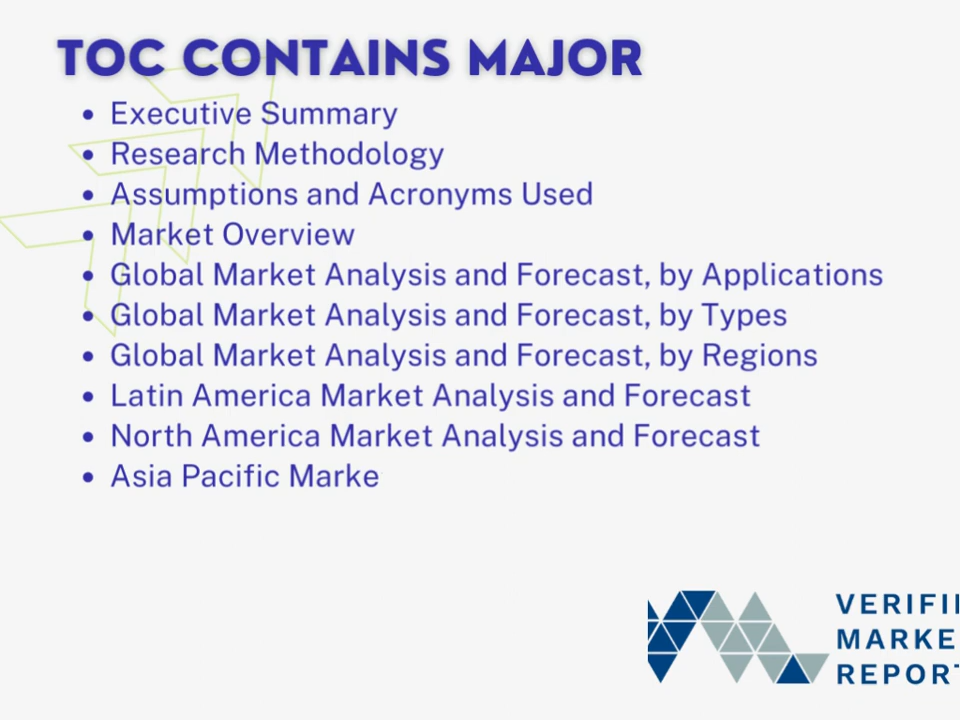 TOC CONTAINS MAJOR
• Executive Summary
• Research Methodology
• Assumptions and Acronyms Used
• Market Overview
• Global Market Analysis and Forecast, by Applications
• Global Market Analysis and Forecast, by Types
• Global Market Analysis and Forecast, by Regions
• Latin America Market Analysis and Forecast
• North America Market Analysis and Forecast
• Asia Pacific Marke
VERIFI
MARKE
REPORT